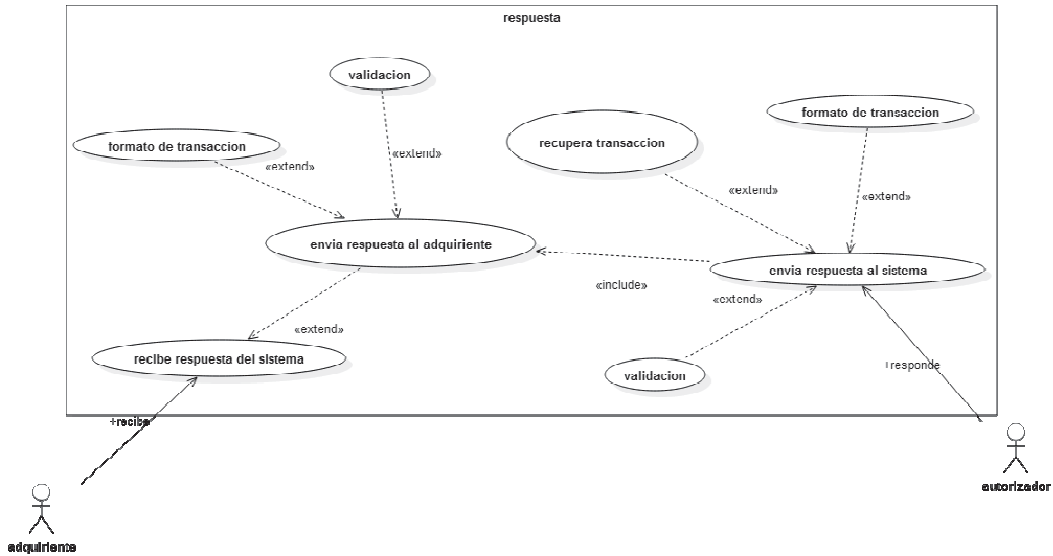 respuesta
validacion
formato de transaccion
recupera transaccion
formato de transaccion
«extend»
«extend»
«extend»
«extend»
envia respuesta al adquiriente
envia respuesta al sistema
«include»
«extend»
«extend»
recibe respuesta del sistema
validacion
+responde
+recibe
autorizador
adquiriente